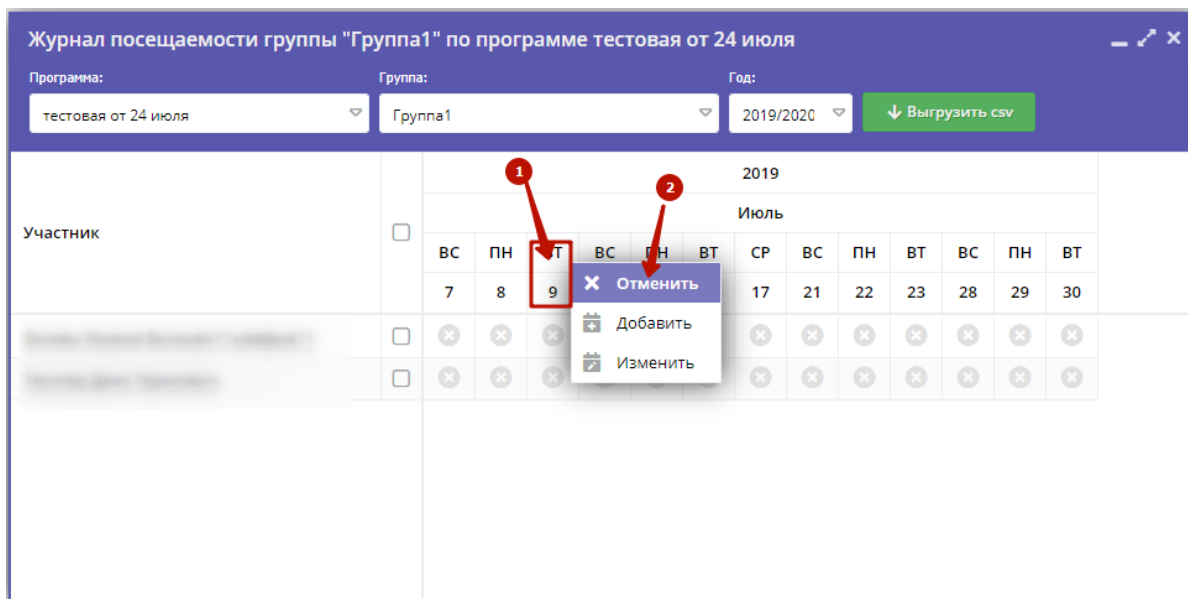 Журнал посещаемости группы "Группа1" по программе тестовая от 24 июля
Программа: Группа: Год:
тестовая от 24 июля Группа1 2019/2020 Выгрузить csv
1 2
2019
Июль
Участник
ВС ПН ВТ ВС ПН ВТ СР ВС ПН ВТ ВС ПН ВТ
7 8 9 17 21 22 23 28 29 30
Отменить
Добавить
Изменить